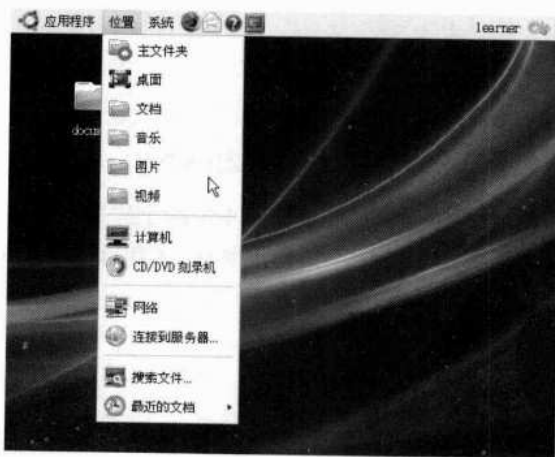 应用程序 位置 系统 learner
主文件夹
桌面
文档
docum
音乐
图片
视频
计算机
CD/DVD 刻录机
网络
连接到服务器...
搜索文件...
最近的文档